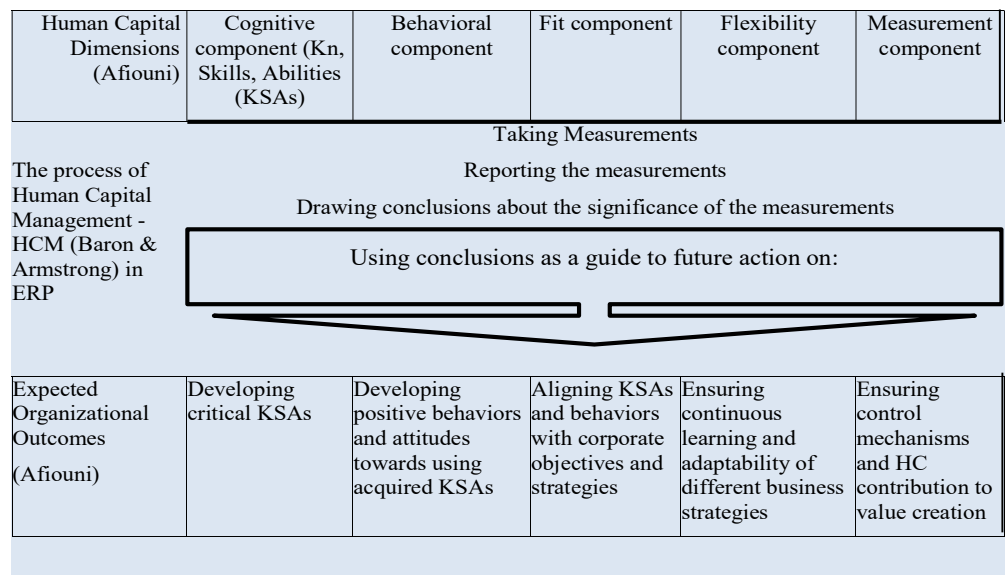 Human Capital
Dimensions
(Afiouni)
Cognitive
component (Kn,
Skills, Abilities
(KSAs)
Behavioral
component
Fit component
Flexibility
component
Measurement
component
The process of
Human Capital
Management -
HCM (Baron &
Armstrong) in
ERP
Taking Measurements
Reporting the measurements
Drawing conclusions about the significance of the measurements
Using conclusions as a guide to future action on:
Expected
Organizational
Outcomes
(Afiouni)
Developing
critical KSAs
Developing
positive behaviors
and attitudes
towards using
acquired KSAs
Aligning KSAs
and behaviors
with corporate
objectives and
strategies
Ensuring
continuous
learning and
adaptability of
different business
strategies
Ensuring
control
mechanisms
and HC
contribution to
value creation